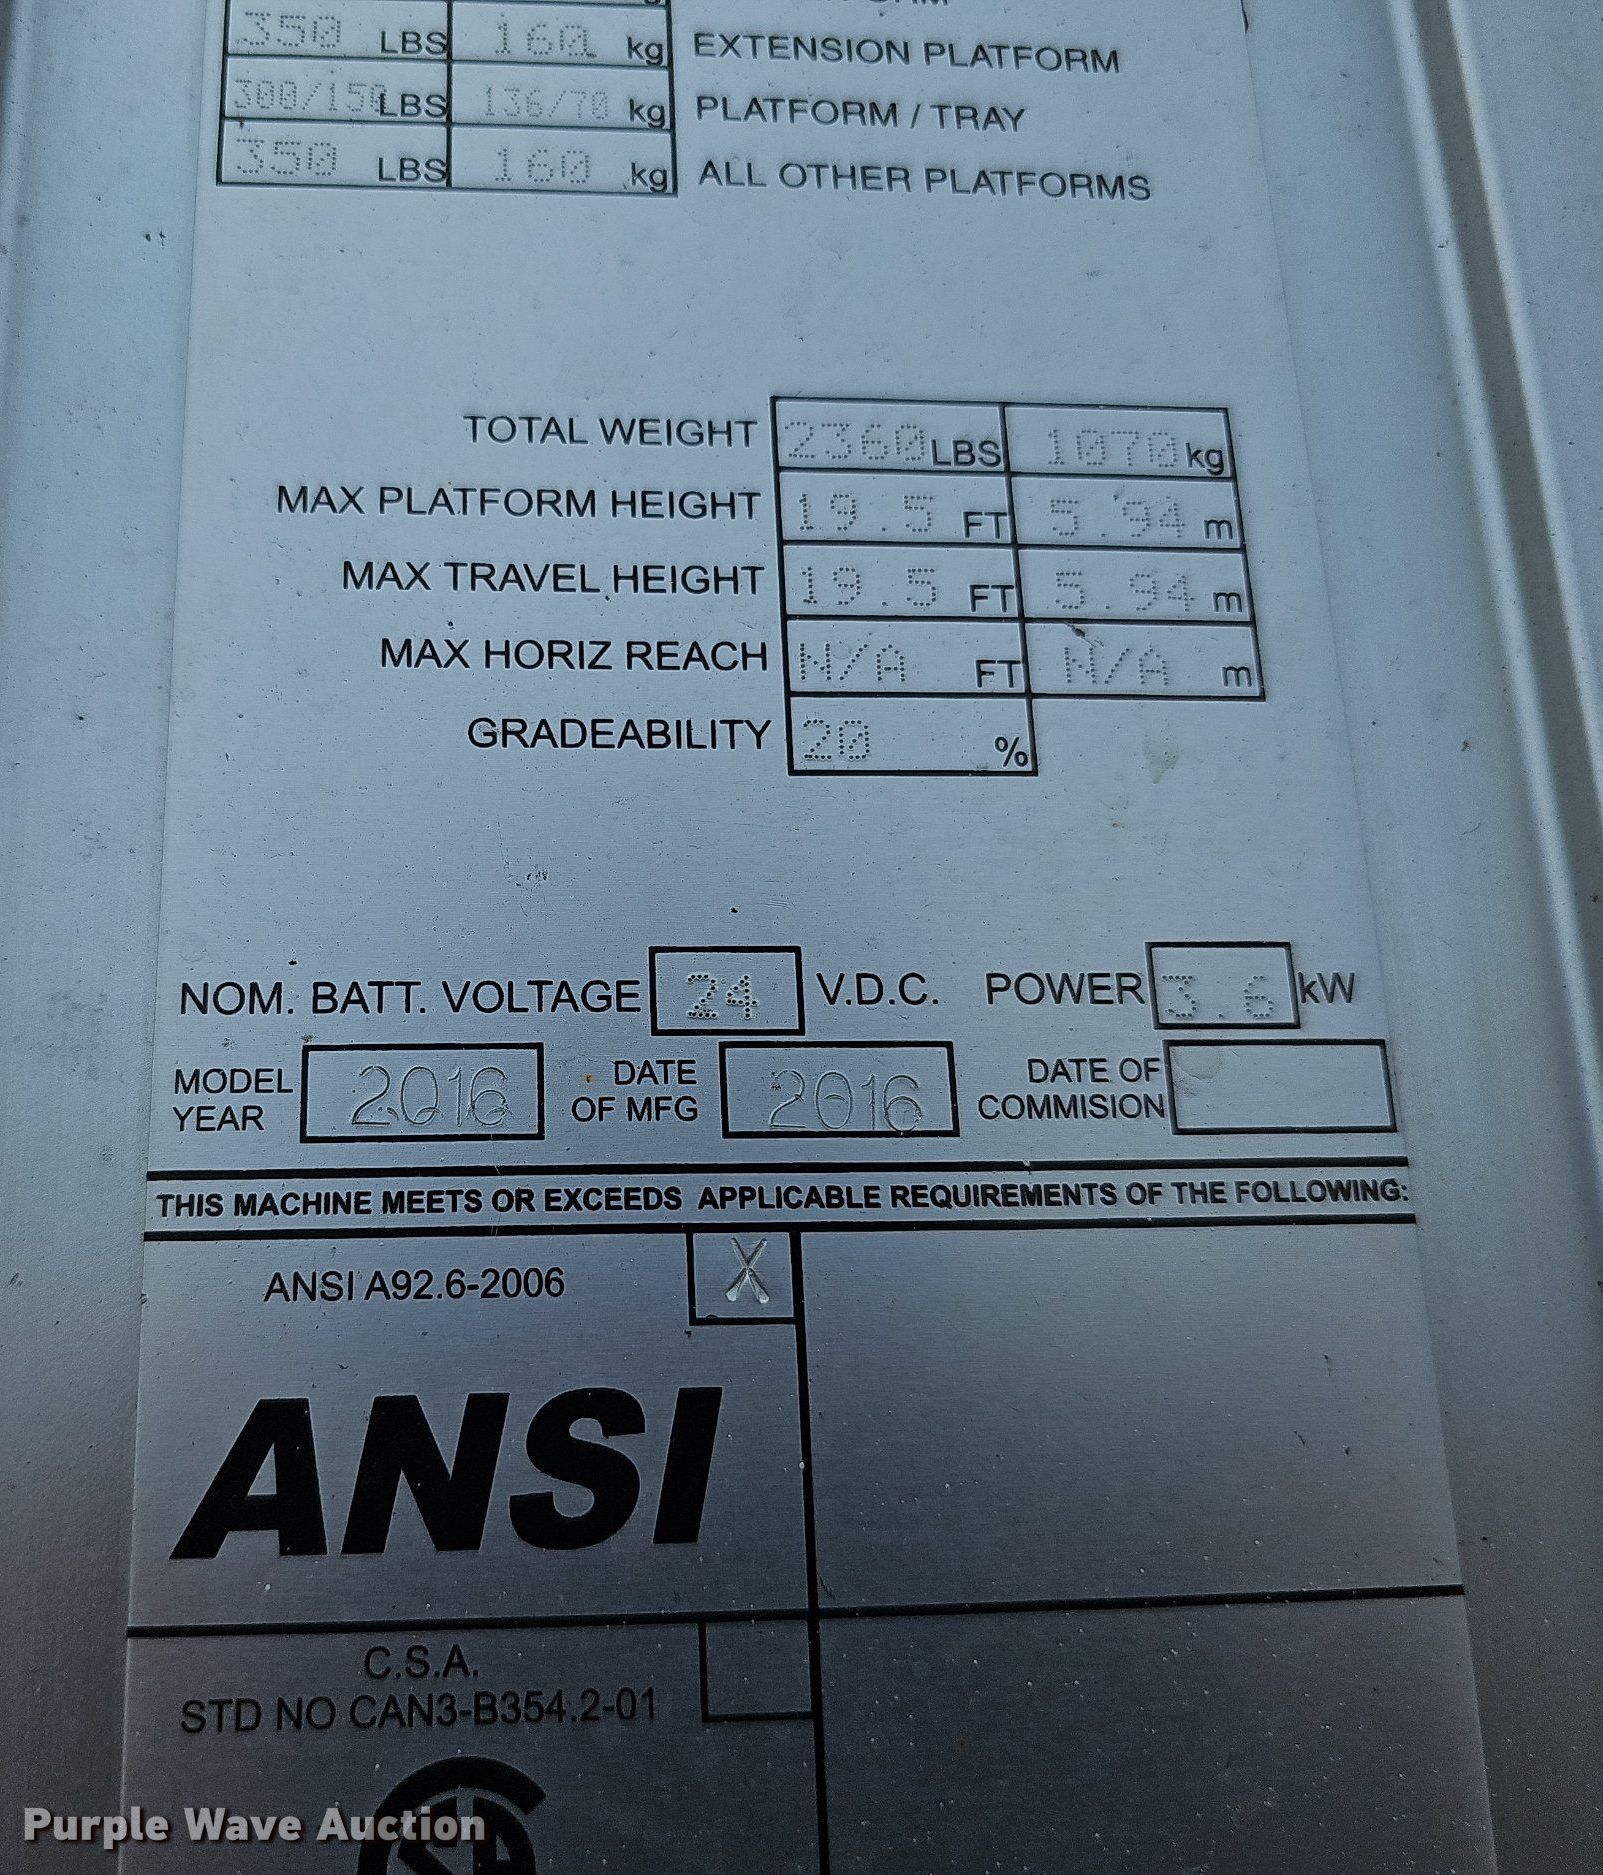 350 LBS 160 kg EXTENSION PLATFORM
300/150 LBS 136/70 kg PLATFORM / TRAY
350 LBS 160 kg ALL OTHER PLATFORMS
TOTAL WEIGHT 2360 LBS 1070 kg
MAX PLATFORM HEIGHT 19.5 FT 5.94 m
MAX TRAVEL HEIGHT 19.5 FT 5.94 m
MAX HORIZ REACH N/A FT N/A m
GRADEABILITY 20 %
NOM. BATT. VOLTAGE 24 V.D.C. POWER 3.6 kW
MODEL YEAR 2016 DATE OF MFG 2016 DATE OF COMMISION
THIS MACHINE MEETS OR EXCEEDS APPLICABLE REQUIREMENTS OF THE FOLLOWING:
ANSI A92.6-2006 X
ANSI
C.S.A.
STD NO CAN3-B354.2-01
Purple Wave Auction